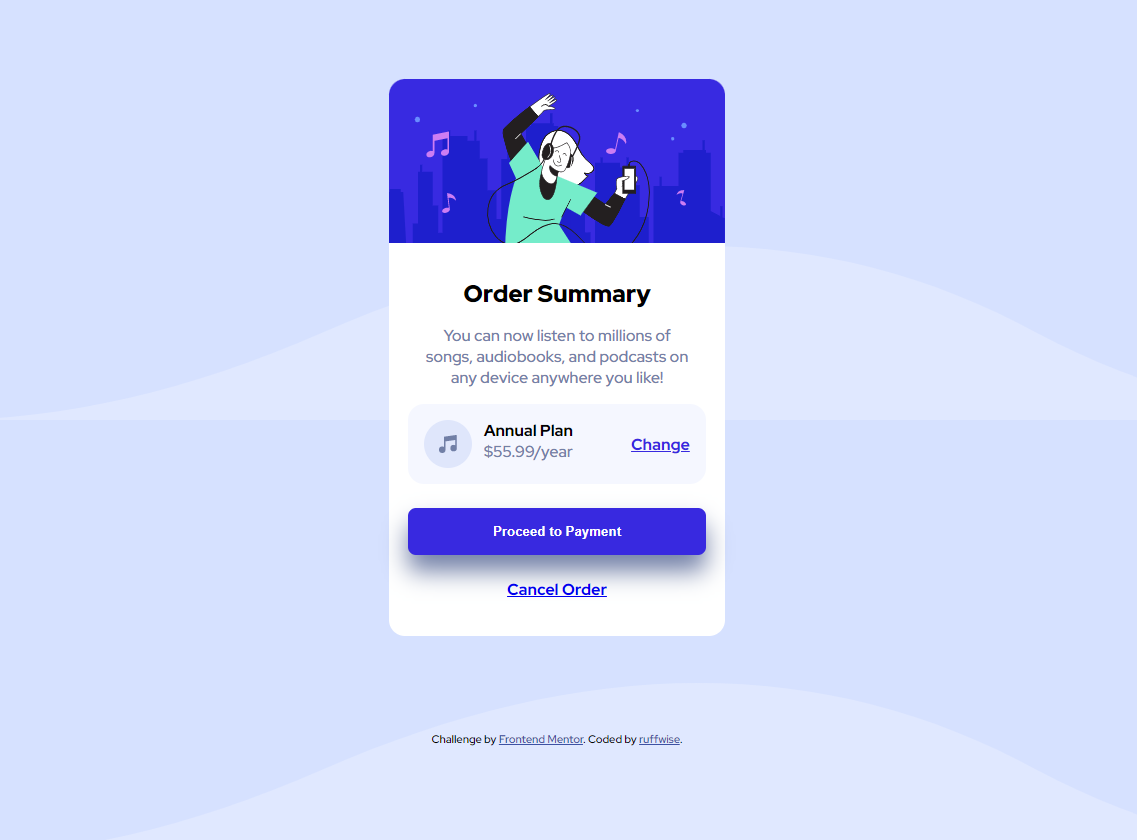 Order Summary
You can now listen to millions of
songs, audiobooks, and podcasts on
any device anywhere you like!
Annual Plan
$55.99/year
Change
Proceed to Payment
Cancel Order
Challenge by Frontend Mentor. Coded by ruffwise.